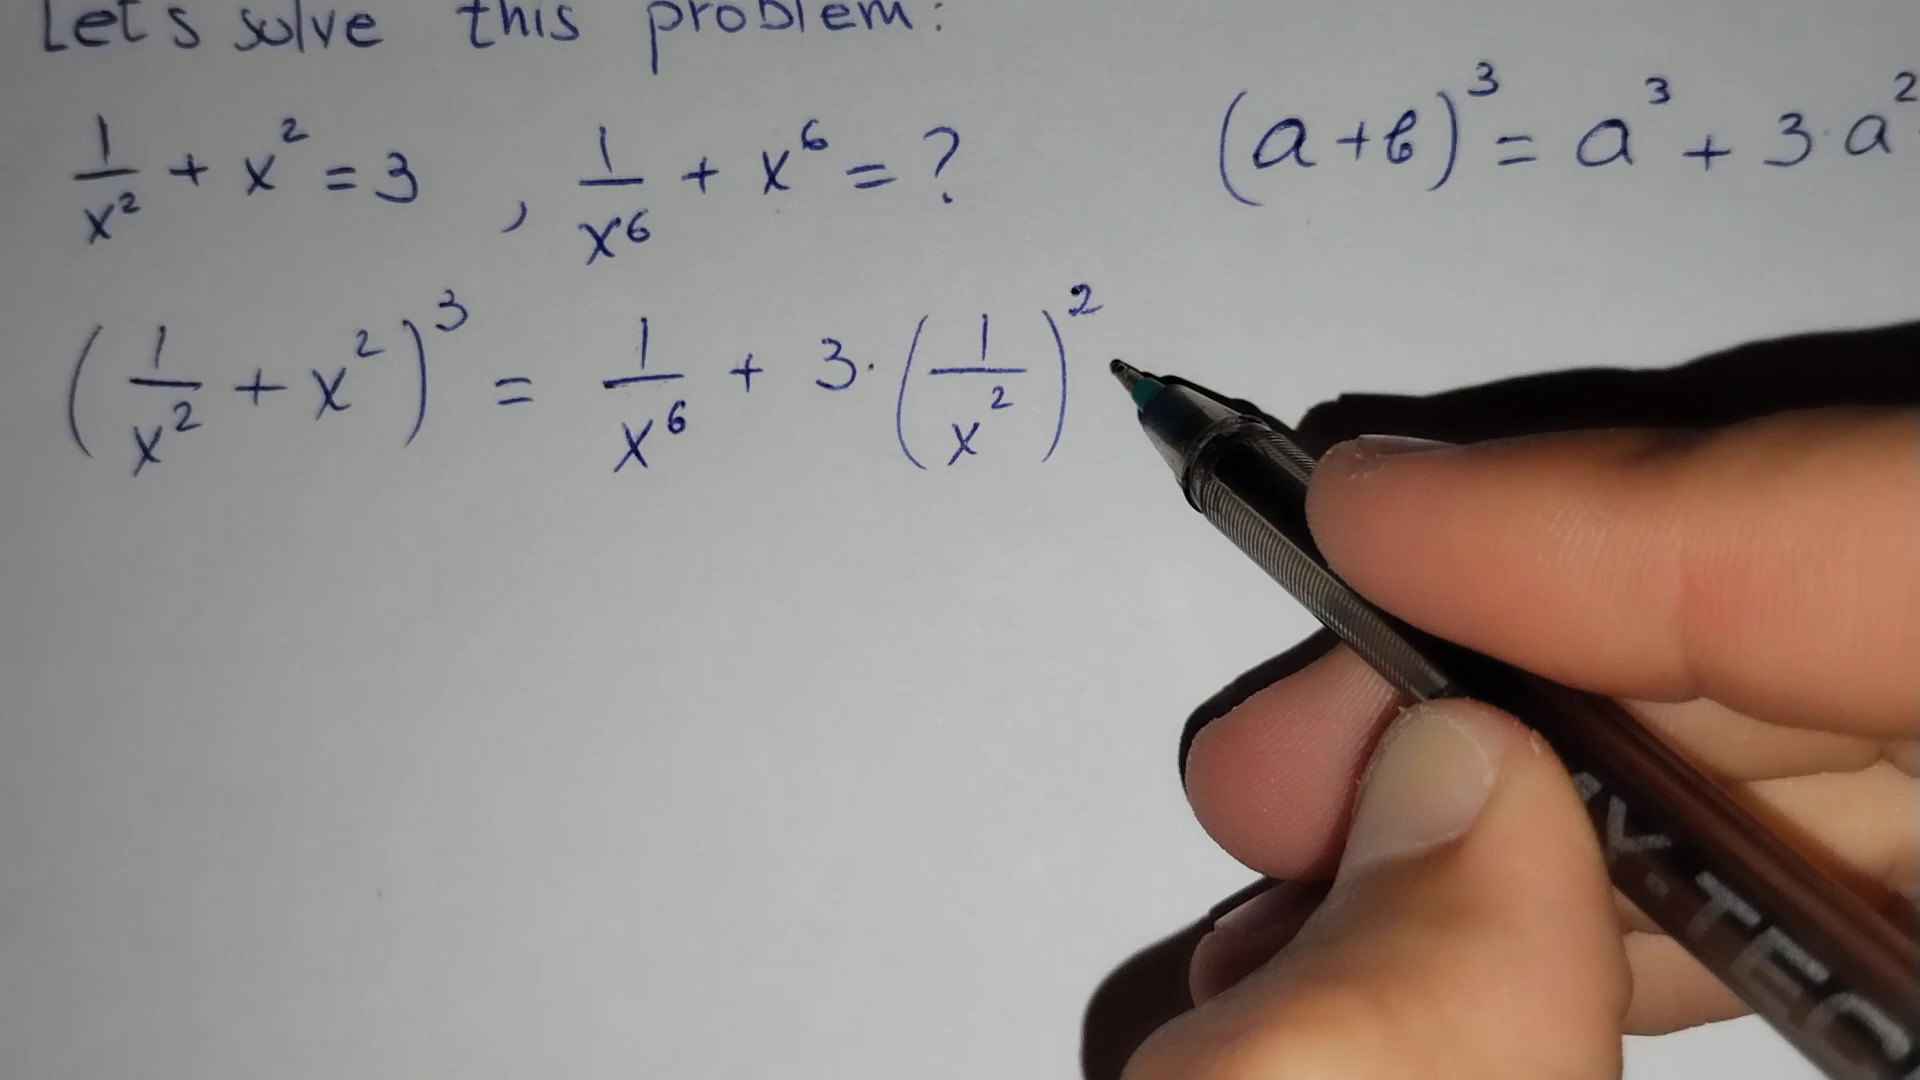 Let's solve this problem:
1/x² + x² = 3 , 1/x⁶ + x⁶ = ?
(a+b)³ = a³ + 3·a²
(1/x² + x²)³ = 1/x⁶ + 3·(1/x²)²